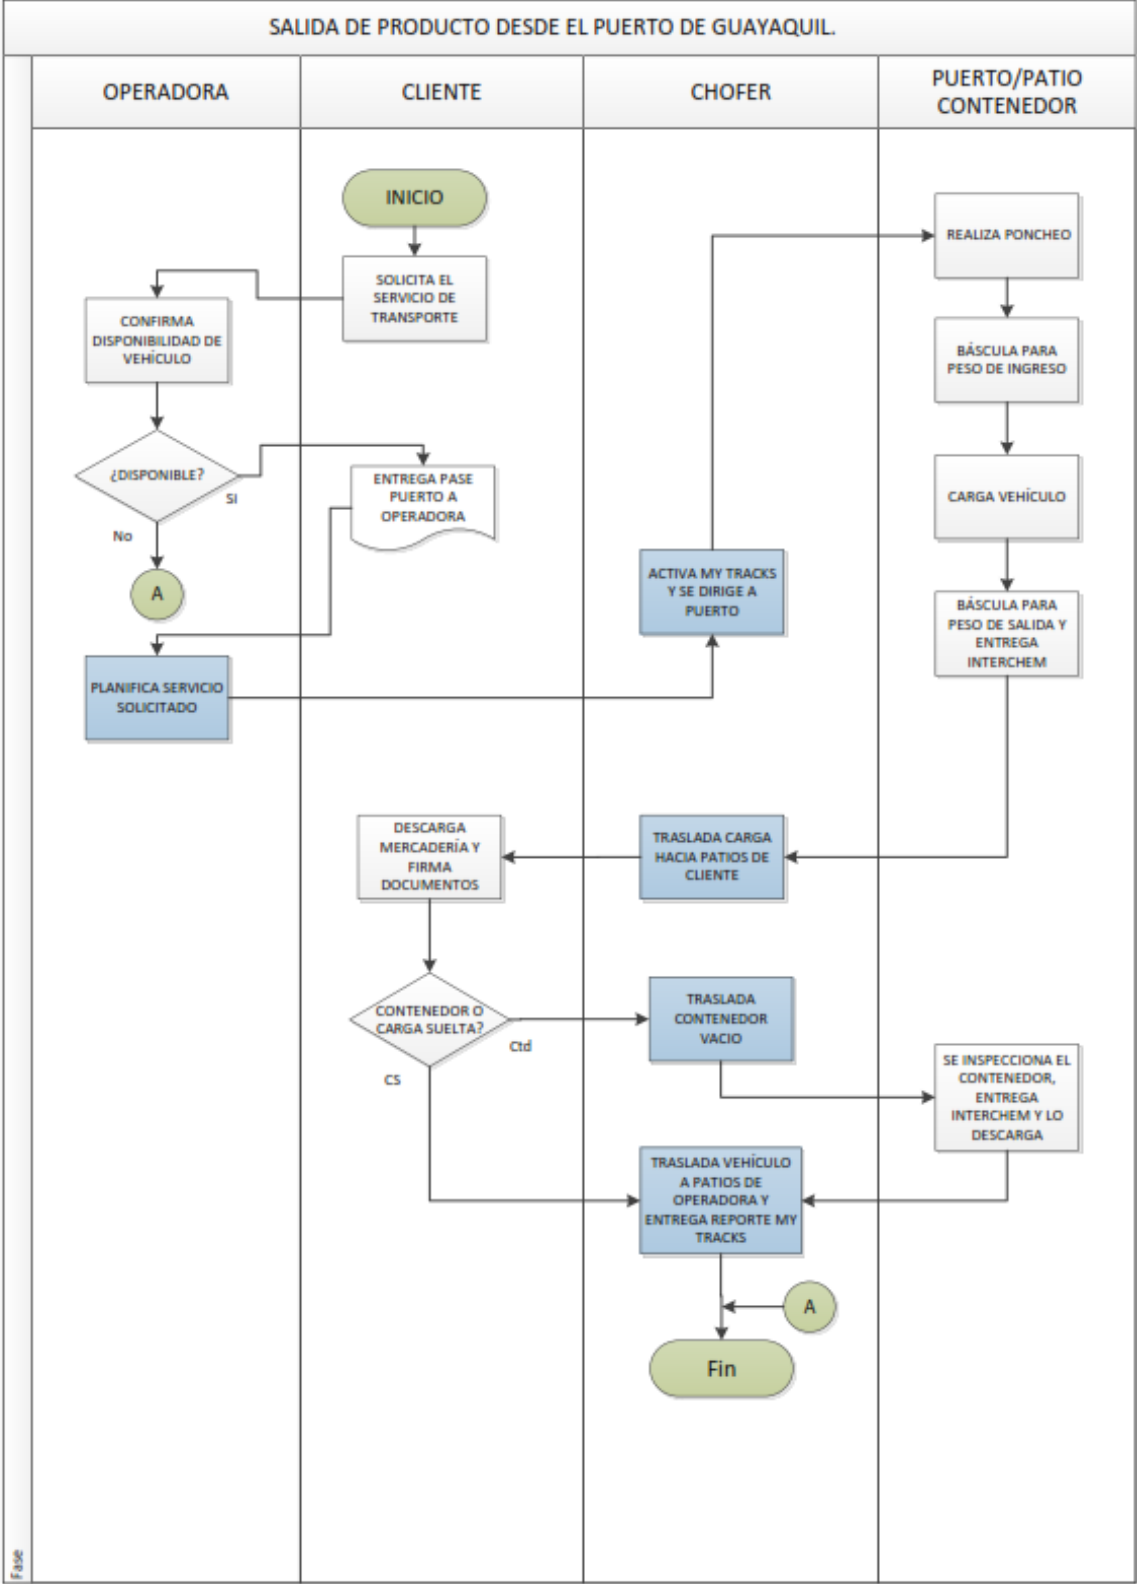 SALIDA DE PRODUCTO DESDE EL PUERTO DE GUAYAQUIL.
OPERADORA
CLIENTE
CHOFER
PUERTO/PATIO
CONTENEDOR
INICIO
SOLICITA EL
SERVICIO DE
TRANSPORTE
CONFIRMA
DISPONIBILIDAD DE
VEHÍCULO
¿DISPONIBLE?
SI
No
A
ENTREGA PASE
PUERTO A
OPERADORA
PLANIFICA SERVICIO
SOLICITADO
ACTIVA MY TRACKS
Y SE DIRIGE A
PUERTO
REALIZA PONCHEO
BÁSCULA PARA
PESO DE INGRESO
CARGA VEHÍCULO
BÁSCULA PARA
PESO DE SALIDA Y
ENTREGA
INTERCHEM
TRASLADA CARGA
HACIA PATIOS DE
CLIENTE
DESCARGA
MERCADERÍA Y
FIRMA
DOCUMENTOS
CONTENEDOR O
CARGA SUELTA?
Ctd
CS
TRASLADA
CONTENEDOR
VACIO
SE INSPECCIONA EL
CONTENEDOR,
ENTREGA
INTERCHEM Y LO
DESCARGA
TRASLADA VEHÍCULO
A PATIOS DE
OPERADORA Y
ENTREGA REPORTE MY
TRACKS
A
Fin
Fase